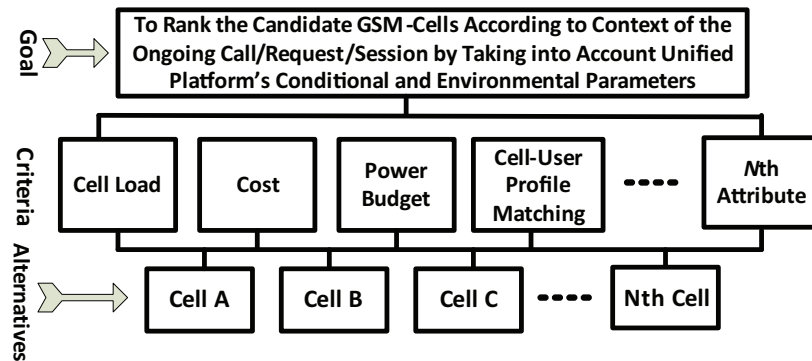 Goal
To Rank the Candidate GSM-Cells According to Context of the
Ongoing Call/Request/Session by Taking into Account Unified
Platform's Conditional and Environmental Parameters
Criteria
Cell Load
Cost
Power
Budget
Cell-User
Profile
Matching
Nth
Attribute
Alternatives
Cell A
Cell B
Cell C
Nth Cell